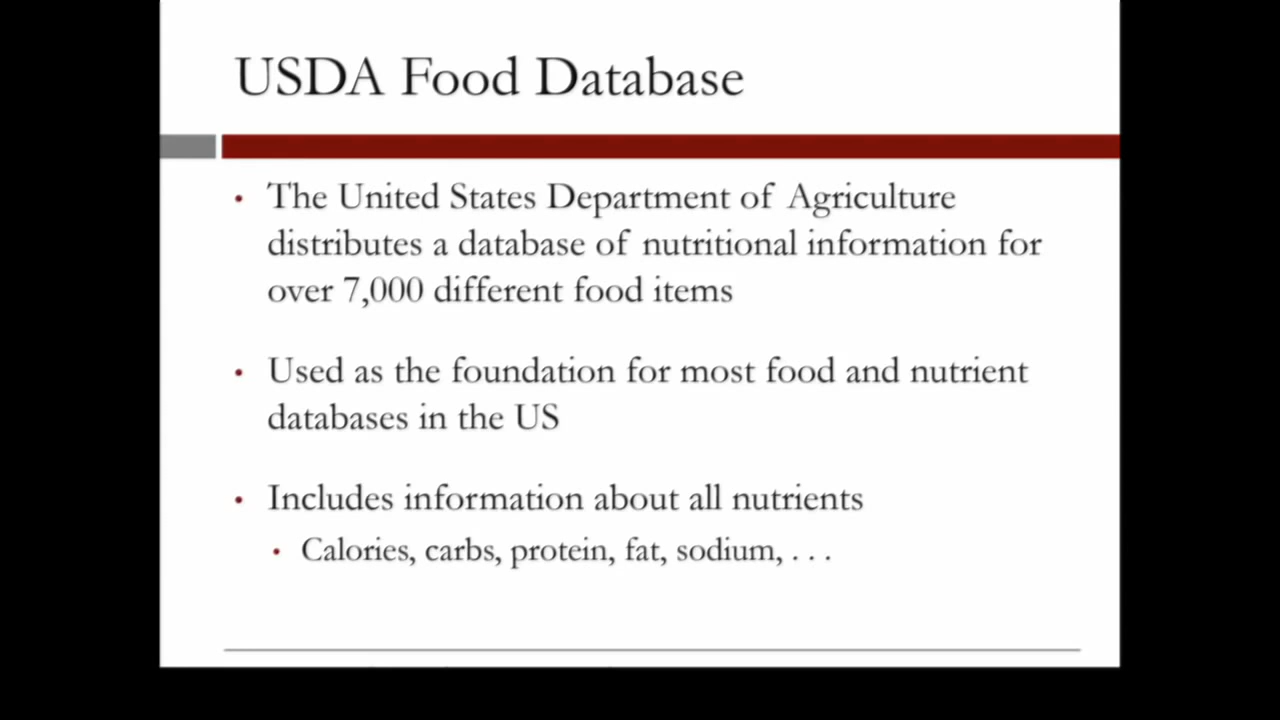 USDA Food Database
• The United States Department of Agriculture
distributes a database of nutritional information for
over 7,000 different food items
• Used as the foundation for most food and nutrient
databases in the US
• Includes information about all nutrients
• Calories, carbs, protein, fat, sodium, . . .